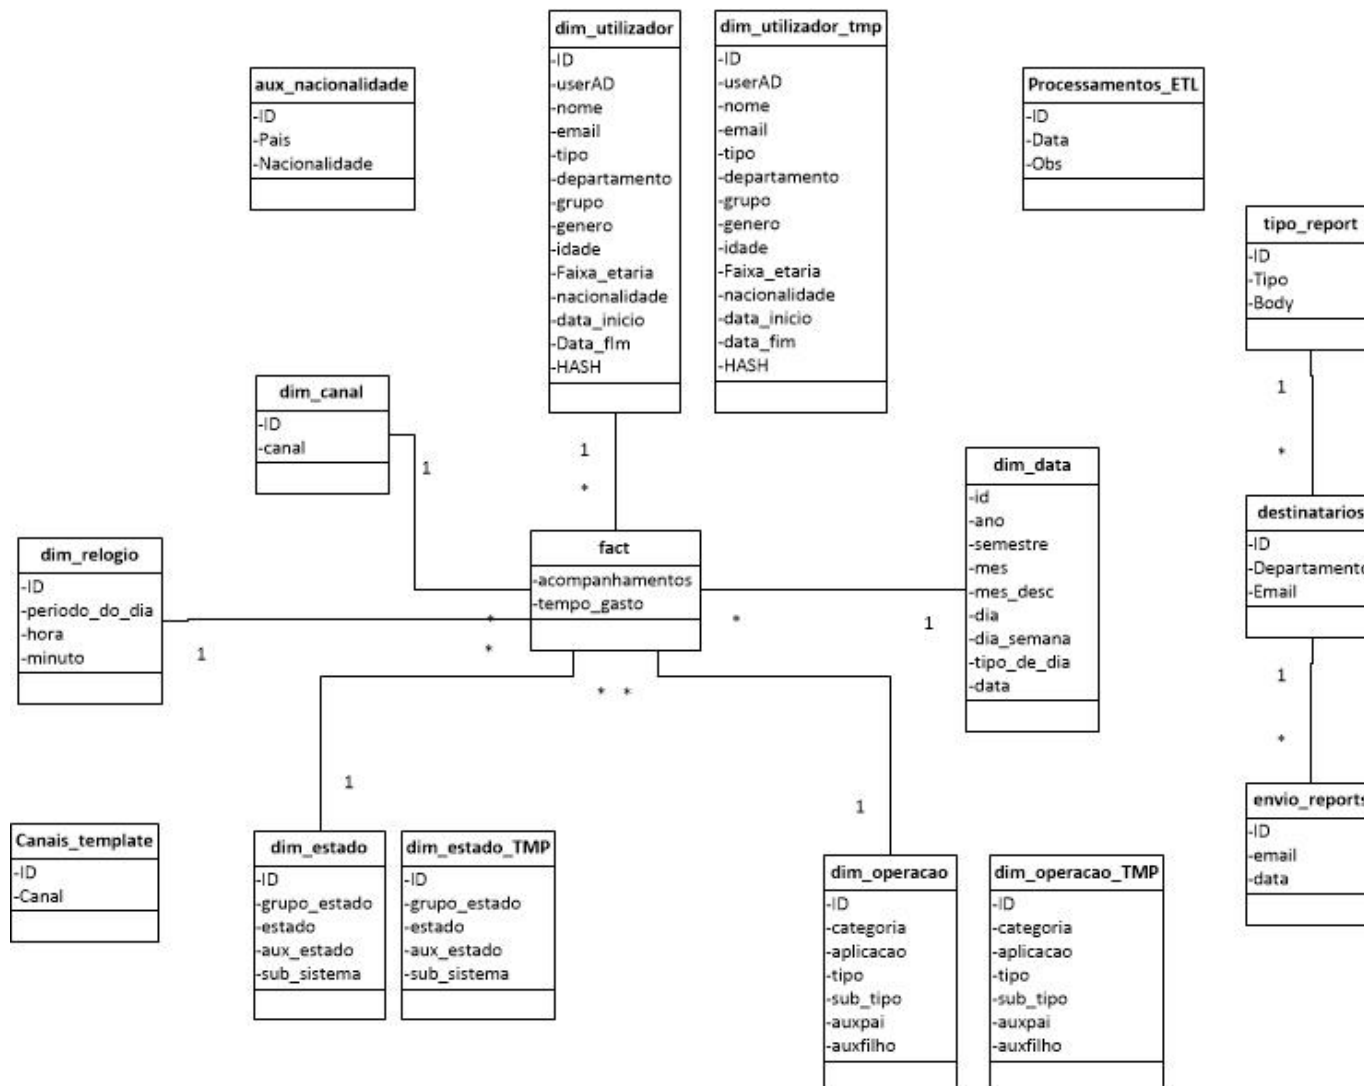 dim_utilizador
-ID
-userAD
-nome
-email
-tipo
-departamento
-grupo
-genero
-idade
-Faixa_etaria
-nacionalidade
-data_inicio
-Data_fIm
-HASH
dim_utilizador_tmp
-ID
-userAD
-nome
-email
-tipo
-departamento
-grupo
-genero
-idade
-Faixa_etaria
-nacionalidade
-data_inicio
-data_fim
-HASH
aux_nacionalidade
-ID
-Pais
-Nacionalidade
Processamentos_ETL
-ID
-Data
-Obs
tipo_report
-ID
-Tipo
-Body
1
*
dim_canal
-ID
-canal
1
1
*
dim_data
-id
-ano
-semestre
-mes
-mes_desc
-dia
-dia_semana
-tipo_de_dia
-data
destinatarios
-ID
-Departamento
-Email
1
*
dim_relogio
-ID
-periodo_do_dia
-hora
-minuto
1
fact
-acompanhamentos
-tempo_gasto
*
*
*
1
* *
1
1
envio_reports
-ID
-email
-data
Canais_template
-ID
-Canal
dim_estado
-ID
-grupo_estado
-estado
-aux_estado
-sub_sistema
dim_estado_TMP
-ID
-grupo_estado
-estado
-aux_estado
-sub_sistema
dim_operacao
-ID
-categoria
-aplicacao
-tipo
-sub_tipo
-auxpai
-auxfilho
dim_operacao_TMP
-ID
-categoria
-aplicacao
-tipo
-sub_tipo
-auxpai
-auxfilho